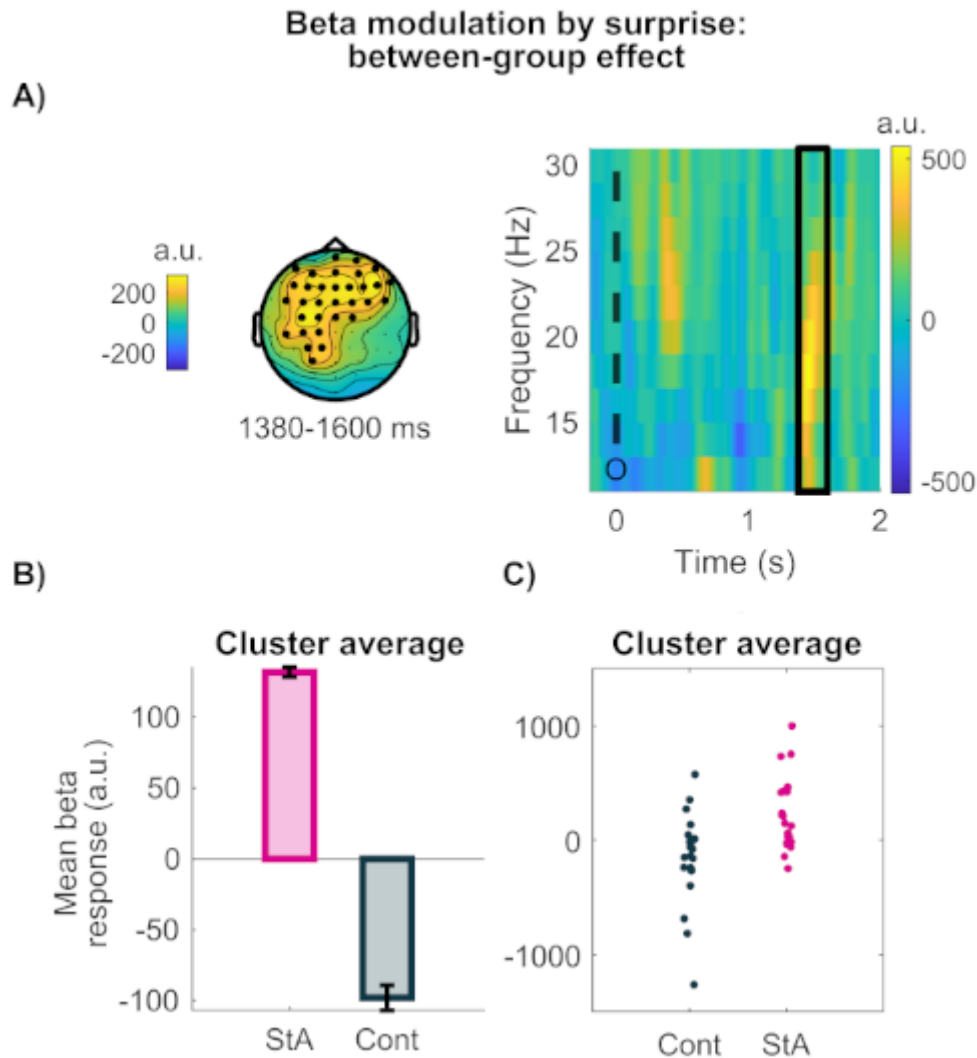 Beta modulation by surprise:
between-group effect
A)
a.u.
200
0
-200
1380-1600 ms
a.u.
500
0
-500
Frequency (Hz)
30
25
20
15
O
0
1
2
Time (s)
B)
Cluster average
Mean beta
response (a.u.)
100
50
0
-50
-100
StA
Cont
C)
Cluster average
1000
0
-1000
Cont
StA